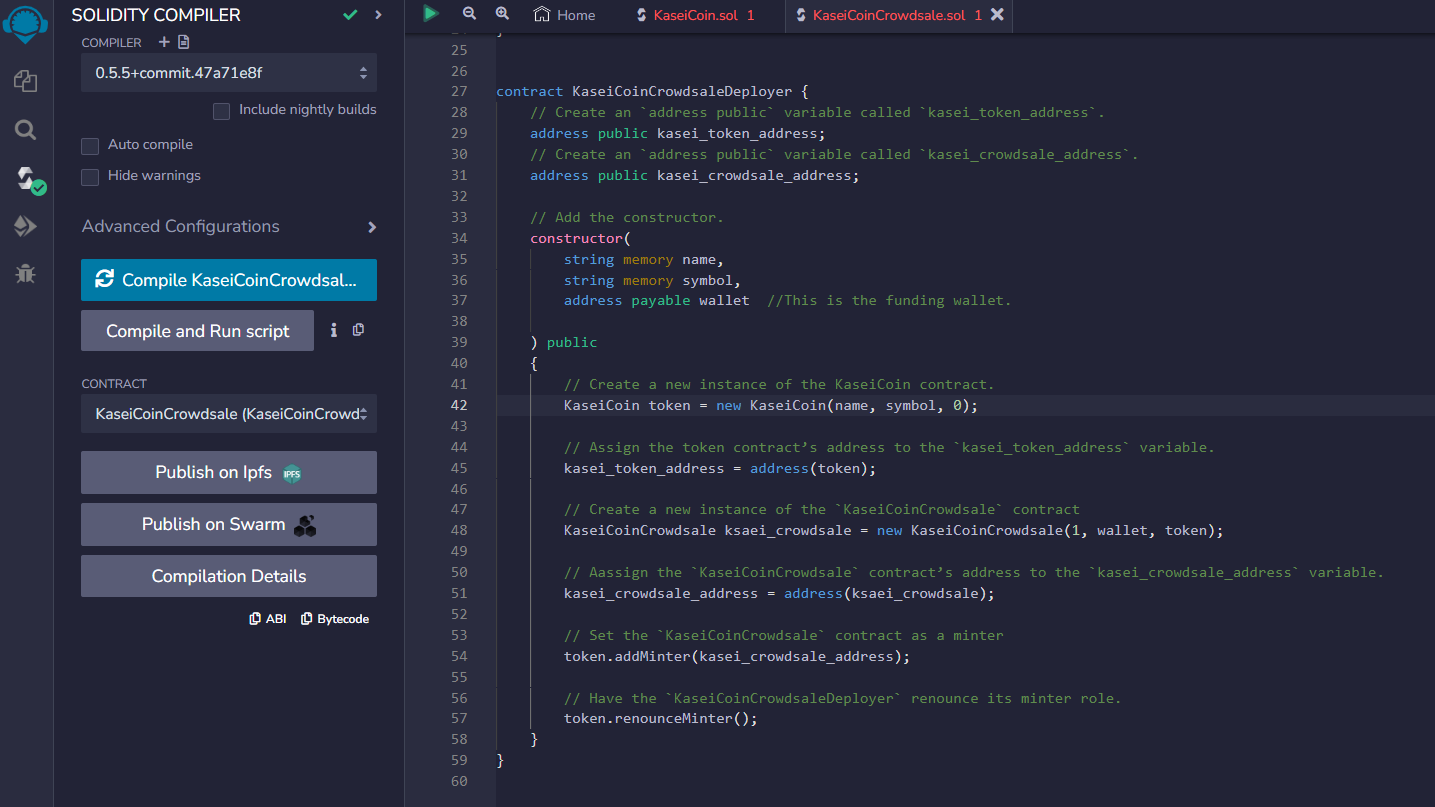 SOLIDITY COMPILER
COMPILER
0.5.5+commit.47a71e8f
Include nightly builds
Auto compile
Hide warnings
Advanced Configurations
Compile KaseiCoinCrowdsal...
Compile and Run script
CONTRACT
KaseiCoinCrowdsale (KaseiCoinCrowd
Publish on Ipfs IPFS
Publish on Swarm
Compilation Details
ABI Bytecode
Home KaseiCoin.sol 1 KaseiCoinCrowdsale.sol 1
25
26
27 contract KaseiCoinCrowdsaleDeployer {
28 // Create an `address public` variable called `kasei_token_address`.
29 address public kasei_token_address;
30 // Create an `address public` variable called `kasei_crowdsale_address`.
31 address public kasei_crowdsale_address;
32
33 // Add the constructor.
34 constructor(
35 string memory name,
36 string memory symbol,
37 address payable wallet //This is the funding wallet.
38
39 ) public
40 {
41 // Create a new instance of the KaseiCoin contract.
42 KaseiCoin token = new KaseiCoin(name, symbol, 0);
43
44 // Assign the token contract’s address to the `kasei_token_address` variable.
45 kasei_token_address = address(token);
46
47 // Create a new instance of the `KaseiCoinCrowdsale` contract
48 KaseiCoinCrowdsale ksaei_crowdsale = new KaseiCoinCrowdsale(1, wallet, token);
49
50 // Aassign the `KaseiCoinCrowdsale` contract’s address to the `kasei_crowdsale_address` variable.
51 kasei_crowdsale_address = address(ksaei_crowdsale);
52
53 // Set the `KaseiCoinCrowdsale` contract as a minter
54 token.addMinter(kasei_crowdsale_address);
55
56 // Have the `KaseiCoinCrowdsaleDeployer` renounce its minter role.
57 token.renounceMinter();
58 }
59 }
60